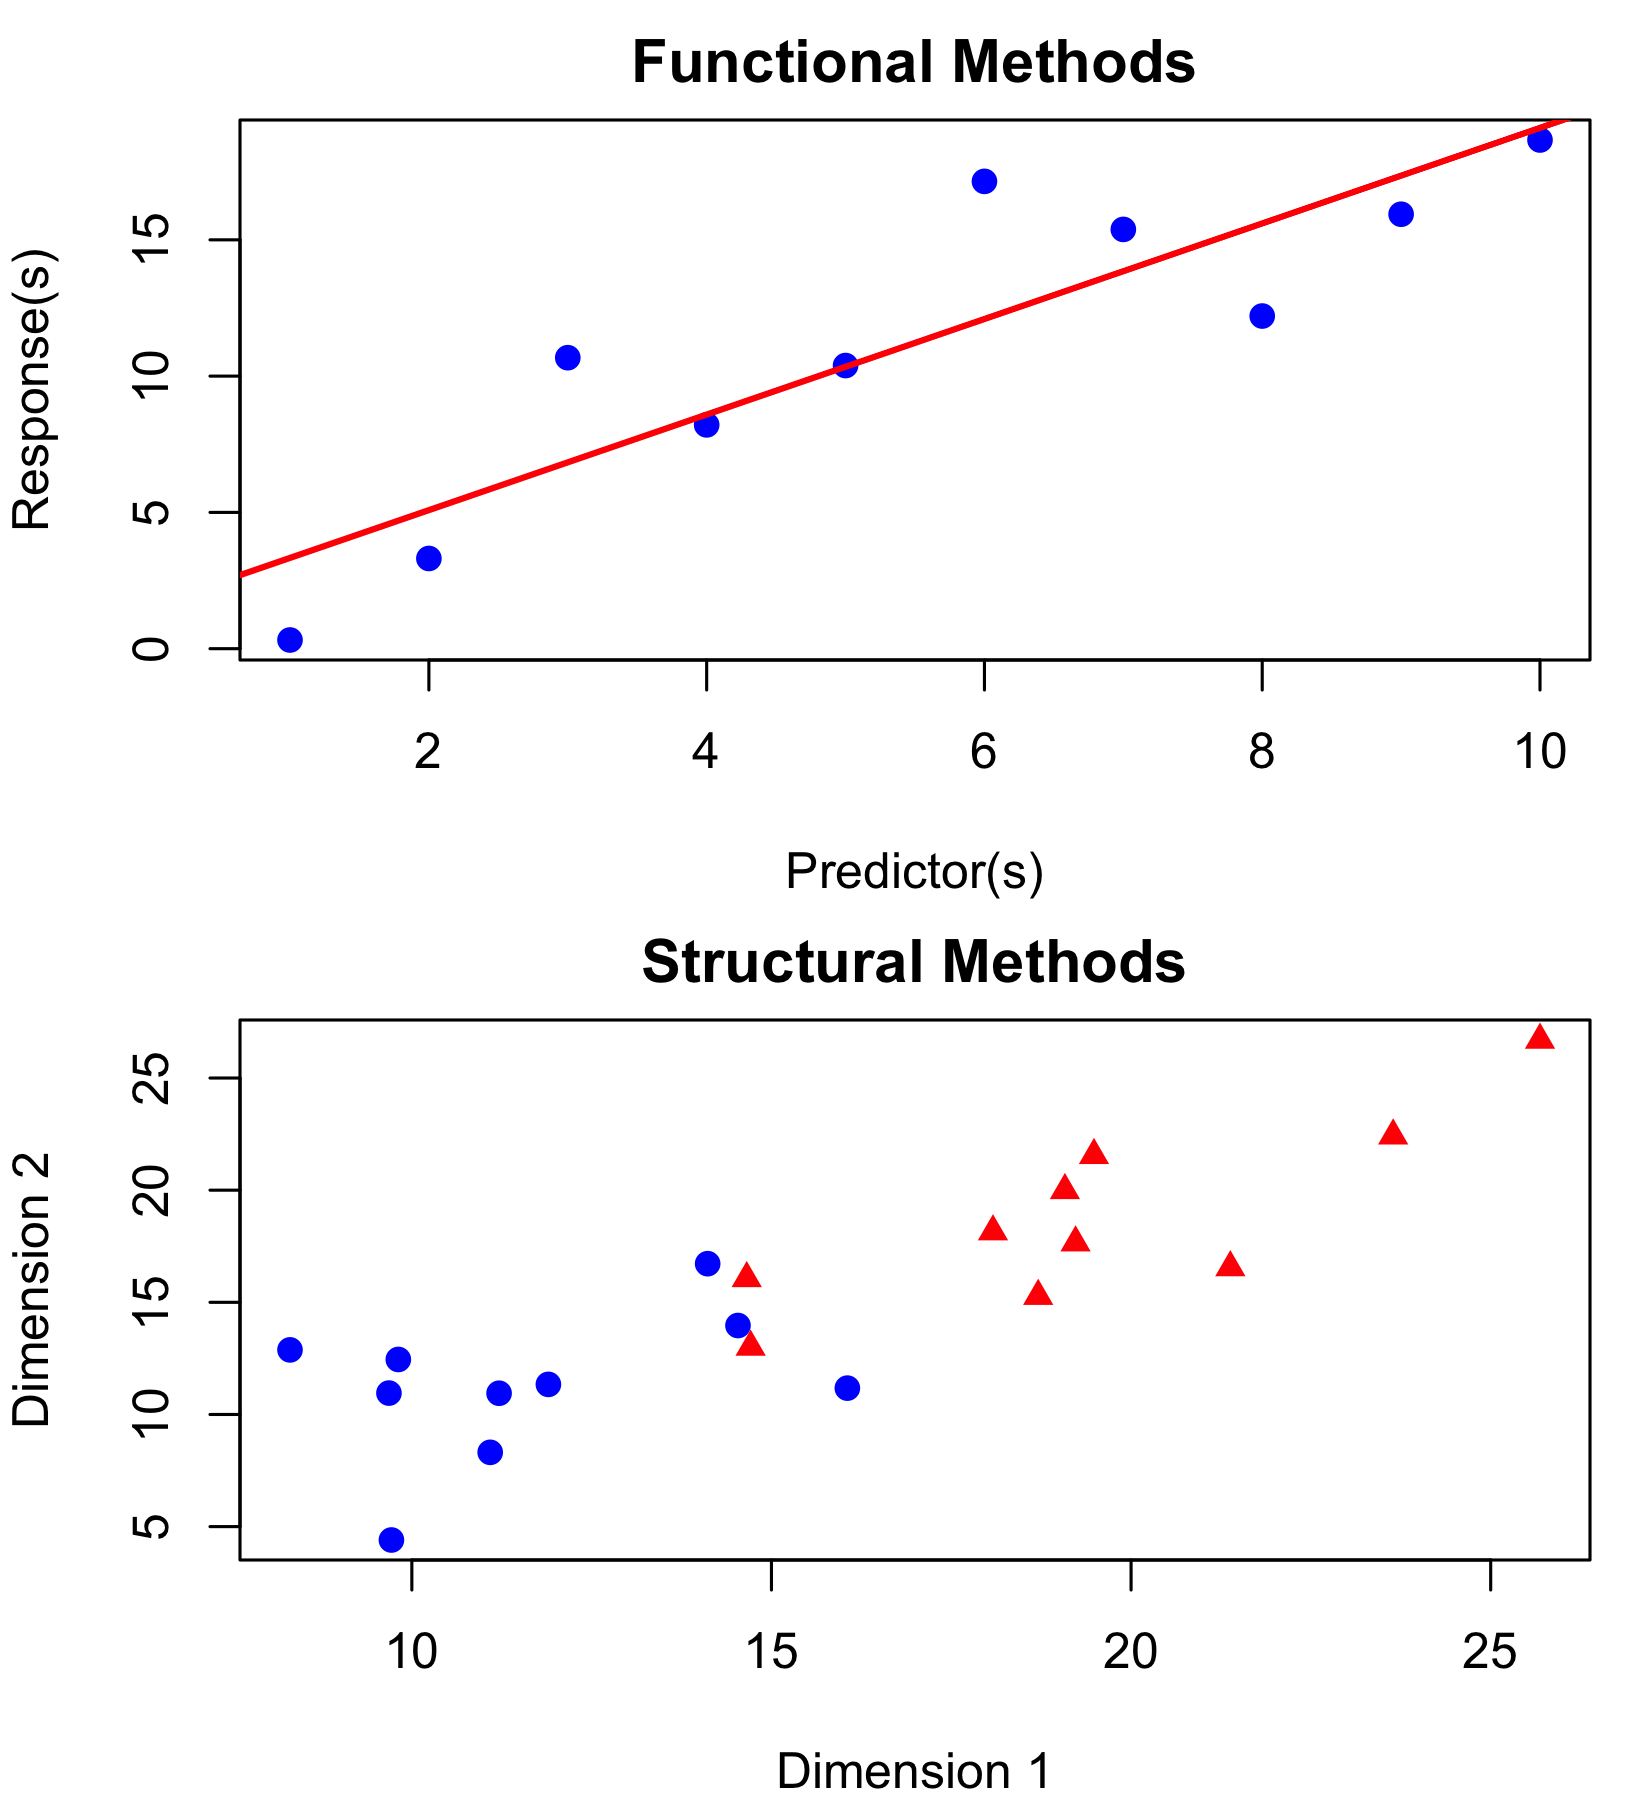 Functional Methods
Response(s)
15
10
5
0
2 4 6 8 10
Predictor(s)
Structural Methods
Dimension 2
25
20
15
10
5
10 15 20 25
Dimension 1